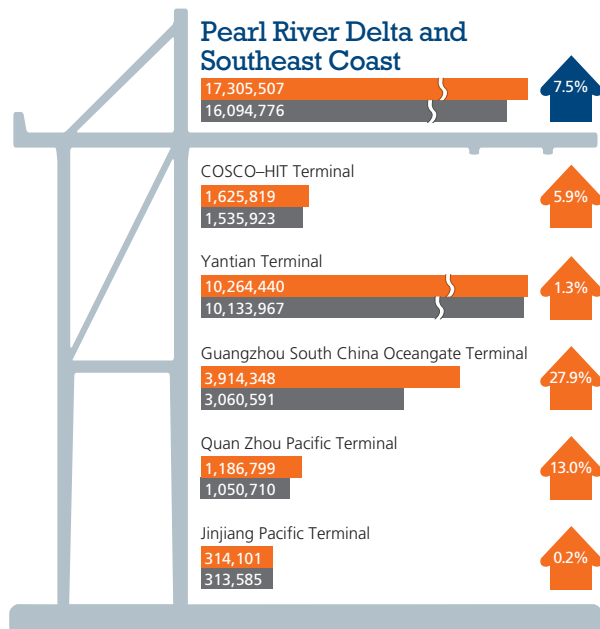 Pearl River Delta and
Southeast Coast
17,305,507
16,094,776
7.5%
COSCO–HIT Terminal
1,625,819
1,535,923
5.9%
Yantian Terminal
10,264,440
10,133,967
1.3%
Guangzhou South China Oceangate Terminal
3,914,348
3,060,591
27.9%
Quan Zhou Pacific Terminal
1,186,799
1,050,710
13.0%
Jinjiang Pacific Terminal
314,101
313,585
0.2%